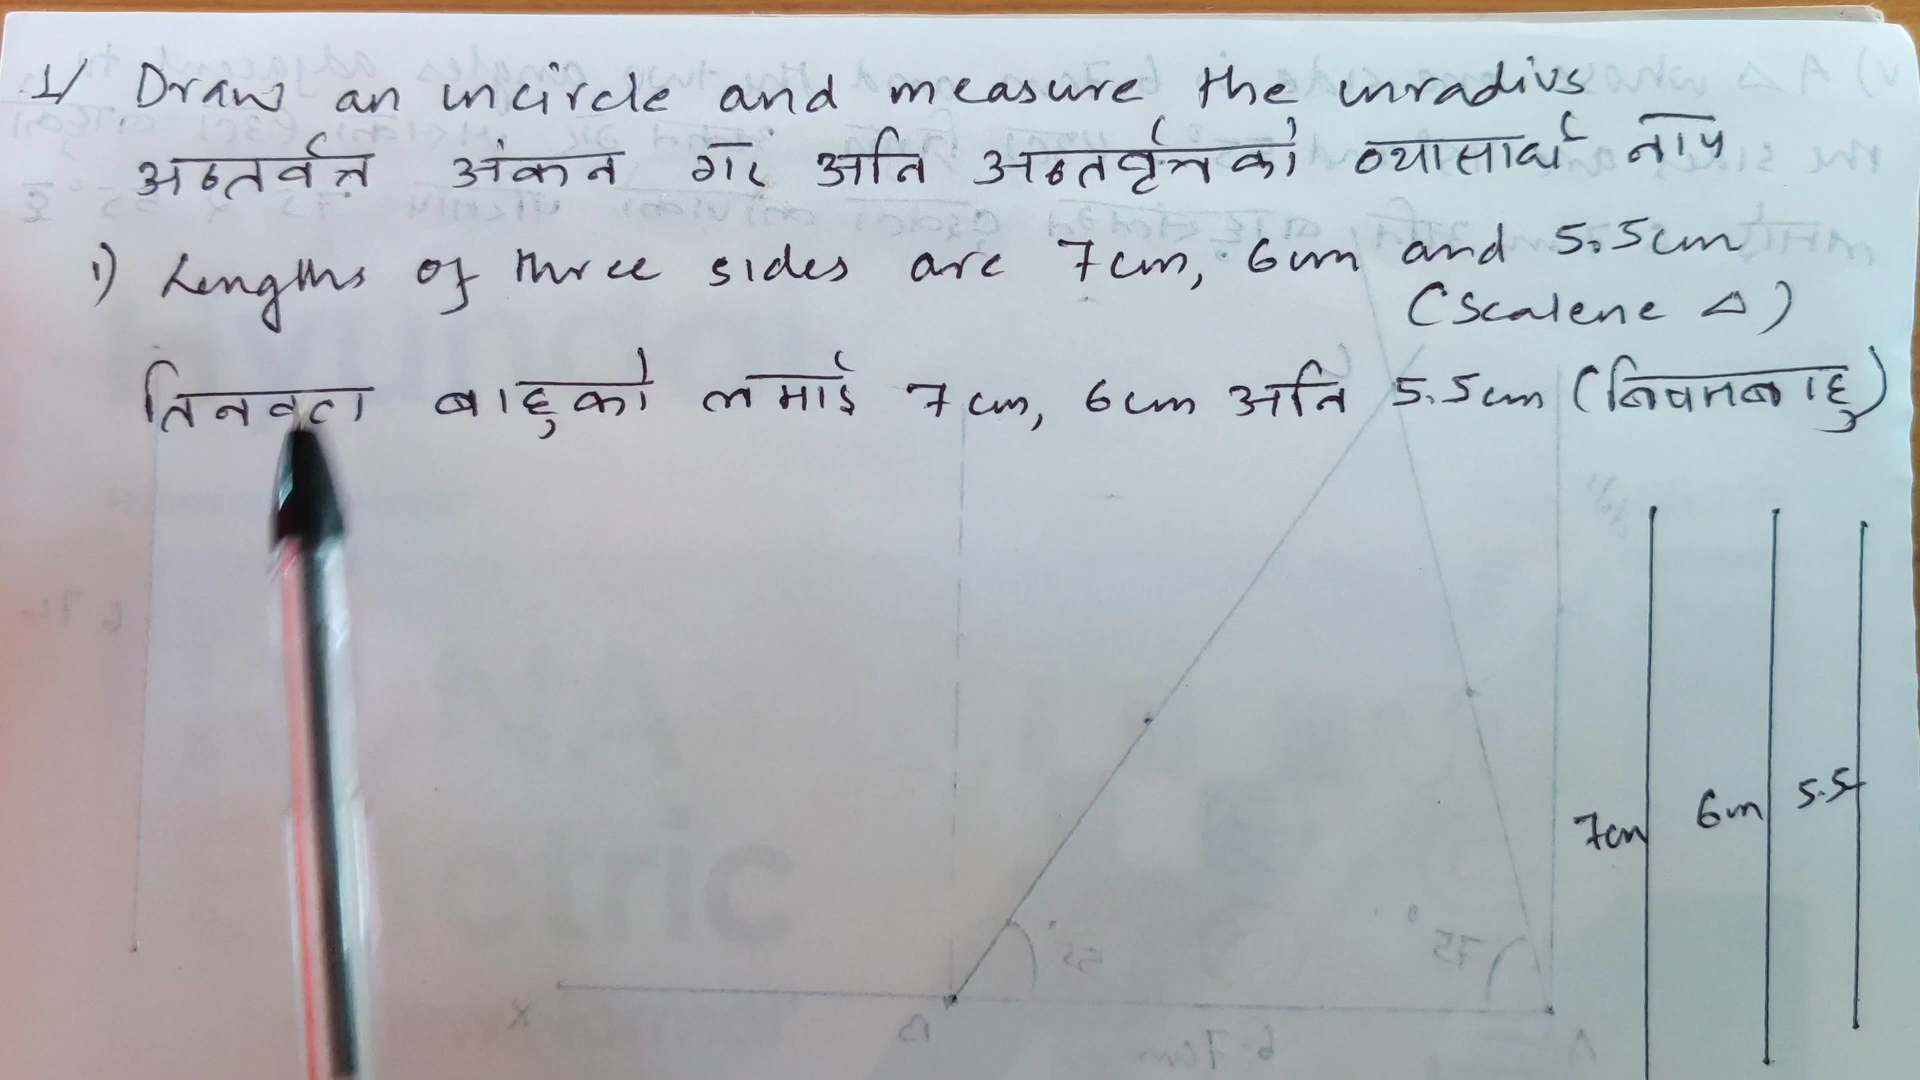 1/ Draw an incircle and measure the inradius
अन्तर्वृत्त अंकन गर अनि अन्तर्वृत्तको व्यासार्ध नाप
i) Lengths of three sides are 7cm, 6cm and 5.5cm
(Scalene △)
तिनवटा बाहुको लम्माई 7cm, 6cm अनि 5.5cm (विषमबाहु)
7cm 6cm 5.5